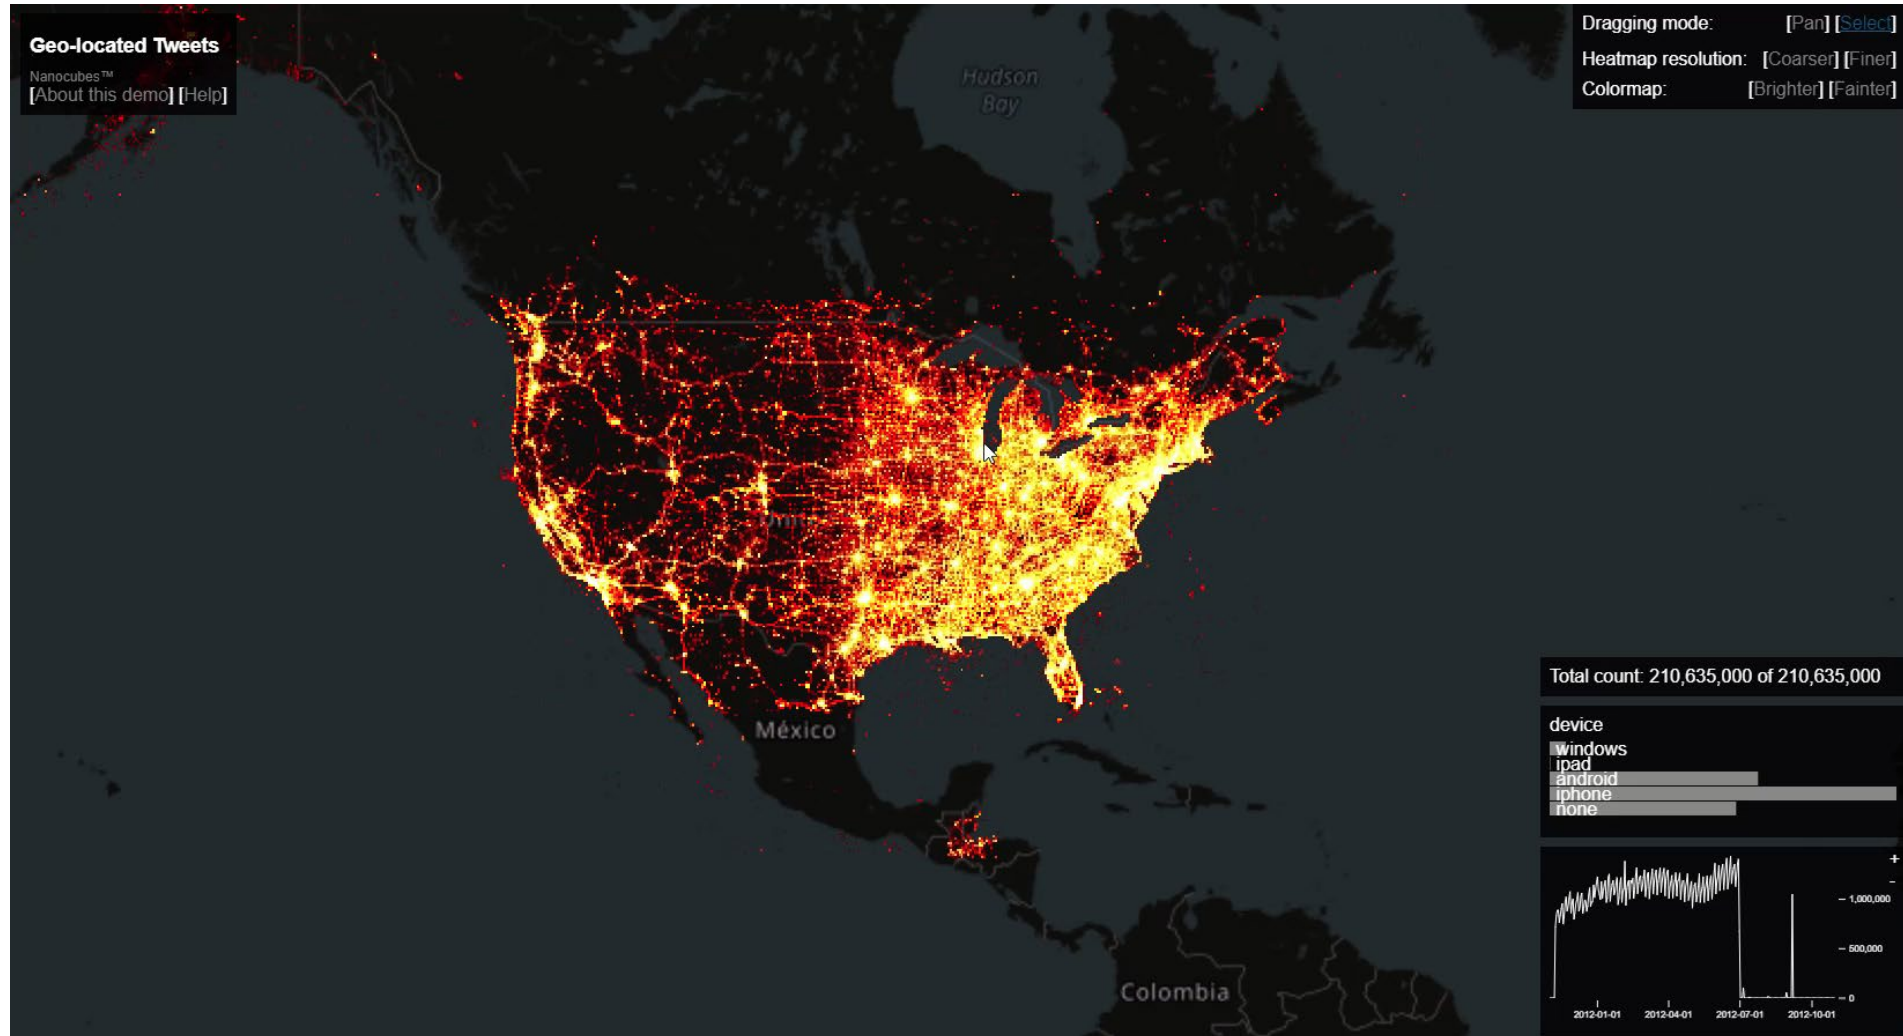 Geo-located Tweets
Nanocubes™
[About this demo] [Help]
Dragging mode: [Pan] [Select]
Heatmap resolution: [Coarser] [Finer]
Colormap: [Brighter] [Fainter]
Hudson
Bay
México
Colombia
Total count: 210,635,000 of 210,635,000
device
windows
ipad
android
iphone
none
+
-
1,000,000
500,000
0
2012-01-01 2012-04-01 2012-07-01 2012-10-01